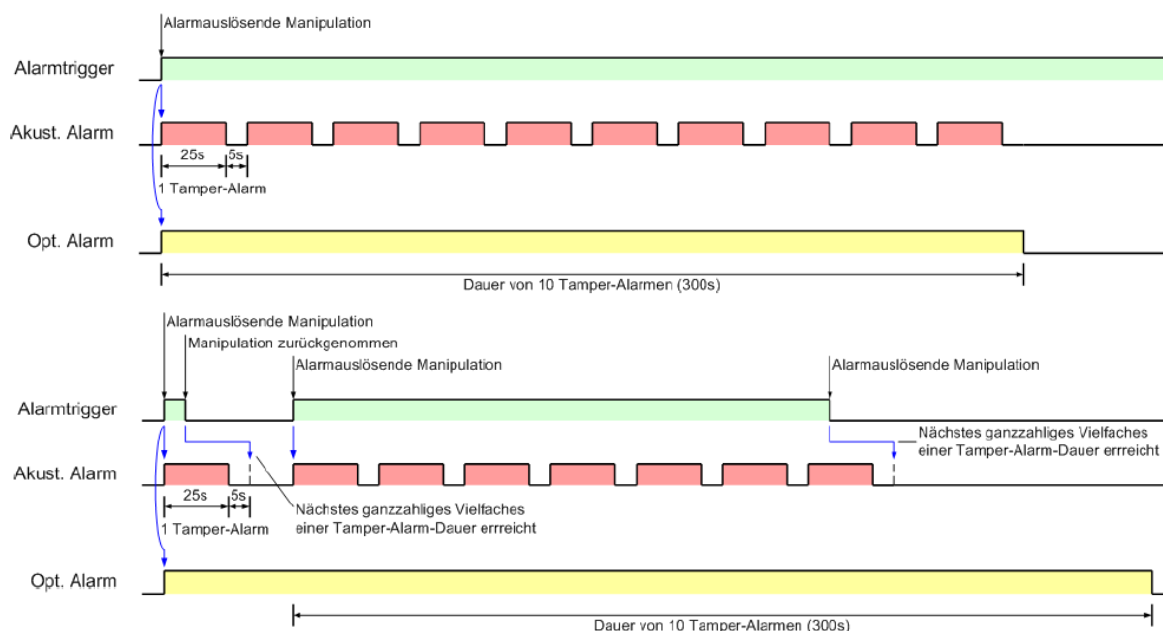 Alarmauslösende Manipulation
Alarmtrigger
Akust. Alarm
25s
5s
1 Tamper-Alarm
Opt. Alarm
Dauer von 10 Tamper-Alarmen (300s)
Alarmauslösende Manipulation
Manipulation zurückgenommen
Alarmauslösende Manipulation
Alarmauslösende Manipulation
Alarmtrigger
Nächstes ganzzahliges Vielfaches
einer Tamper-Alarm-Dauer errreicht
Akust. Alarm
25s
5s
1 Tamper-Alarm
Nächstes ganzzahliges Vielfaches
einer Tamper-Alarm-Dauer errreicht
Opt. Alarm
Dauer von 10 Tamper-Alarmen (300s)